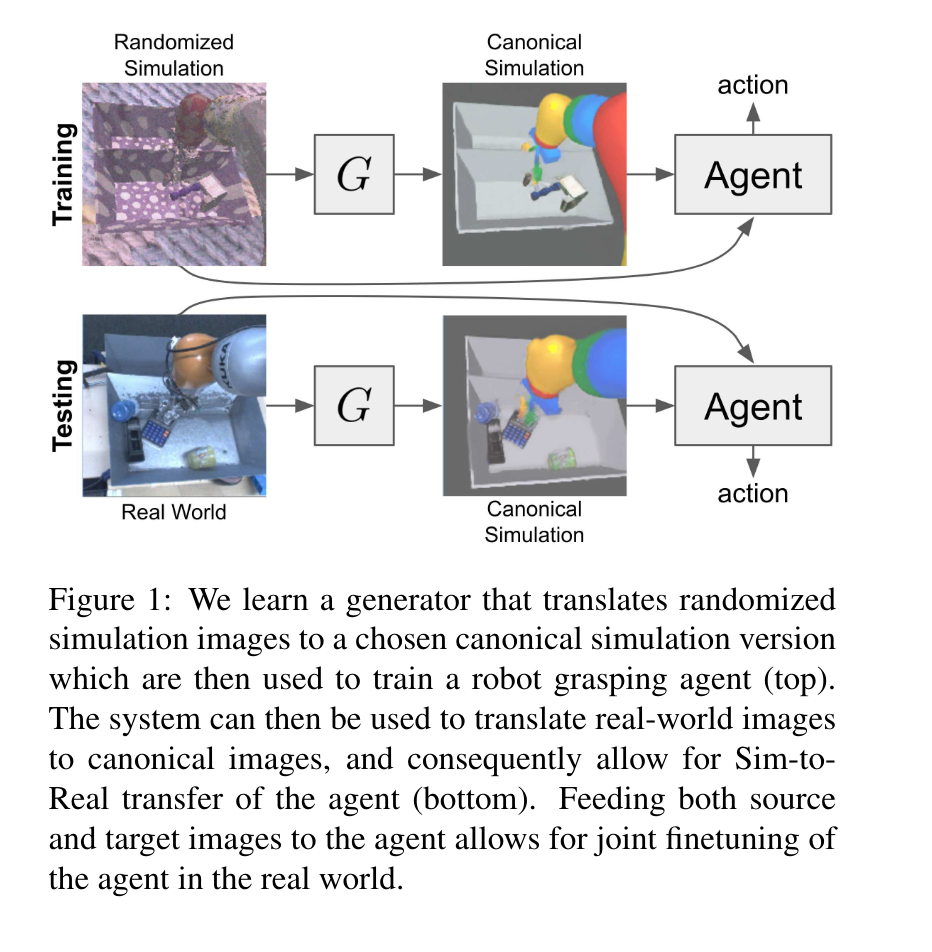 Randomized
Simulation
Canonical
Simulation
action
Training
G
Agent
Testing
KUKA
G
Agent
Real World
Canonical
Simulation
action
Figure 1: We learn a generator that translates randomized
simulation images to a chosen canonical simulation version
which are then used to train a robot grasping agent (top).
The system can then be used to translate real-world images
to canonical images, and consequently allow for Sim-to-
Real transfer of the agent (bottom). Feeding both source
and target images to the agent allows for joint finetuning of
the agent in the real world.